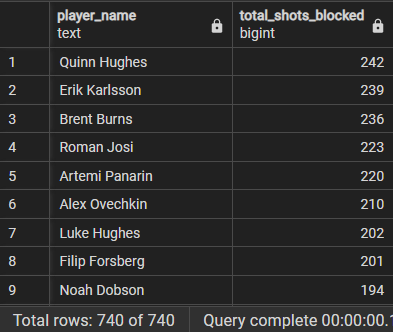 player_name total_shots_blocked
text bigint
1 Quinn Hughes 242
2 Erik Karlsson 239
3 Brent Burns 236
4 Roman Josi 223
5 Artemi Panarin 220
6 Alex Ovechkin 210
7 Luke Hughes 202
8 Filip Forsberg 201
9 Noah Dobson 194
Total rows: 740 of 740 Query complete 00:00:00.